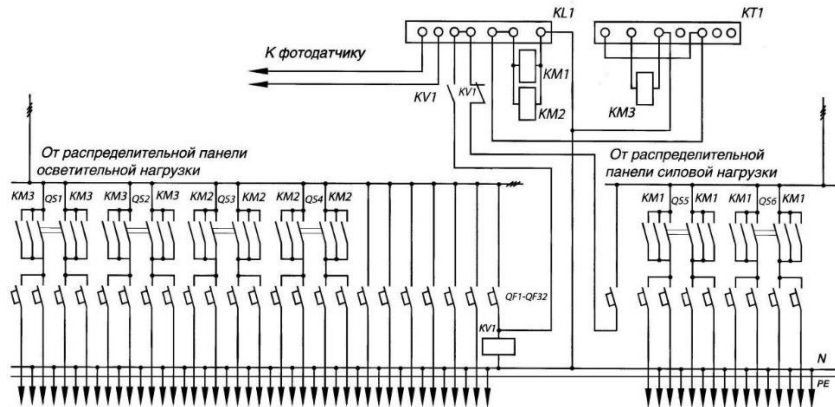 KL1
KT1
К фотодатчику
KV1
KV1
KM1
KM2
KM3
От распределительной панели
осветительной нагрузки
От распределительной
панели силовой нагрузки
KM3 QS1 KM3 KM3 QS2 KM3 KM2 QS3 KM2 KM2 QS4 KM2
KM1 QS5 KM1 KM1 QS6 KM1
QF1-QF32
KV1
N
PE